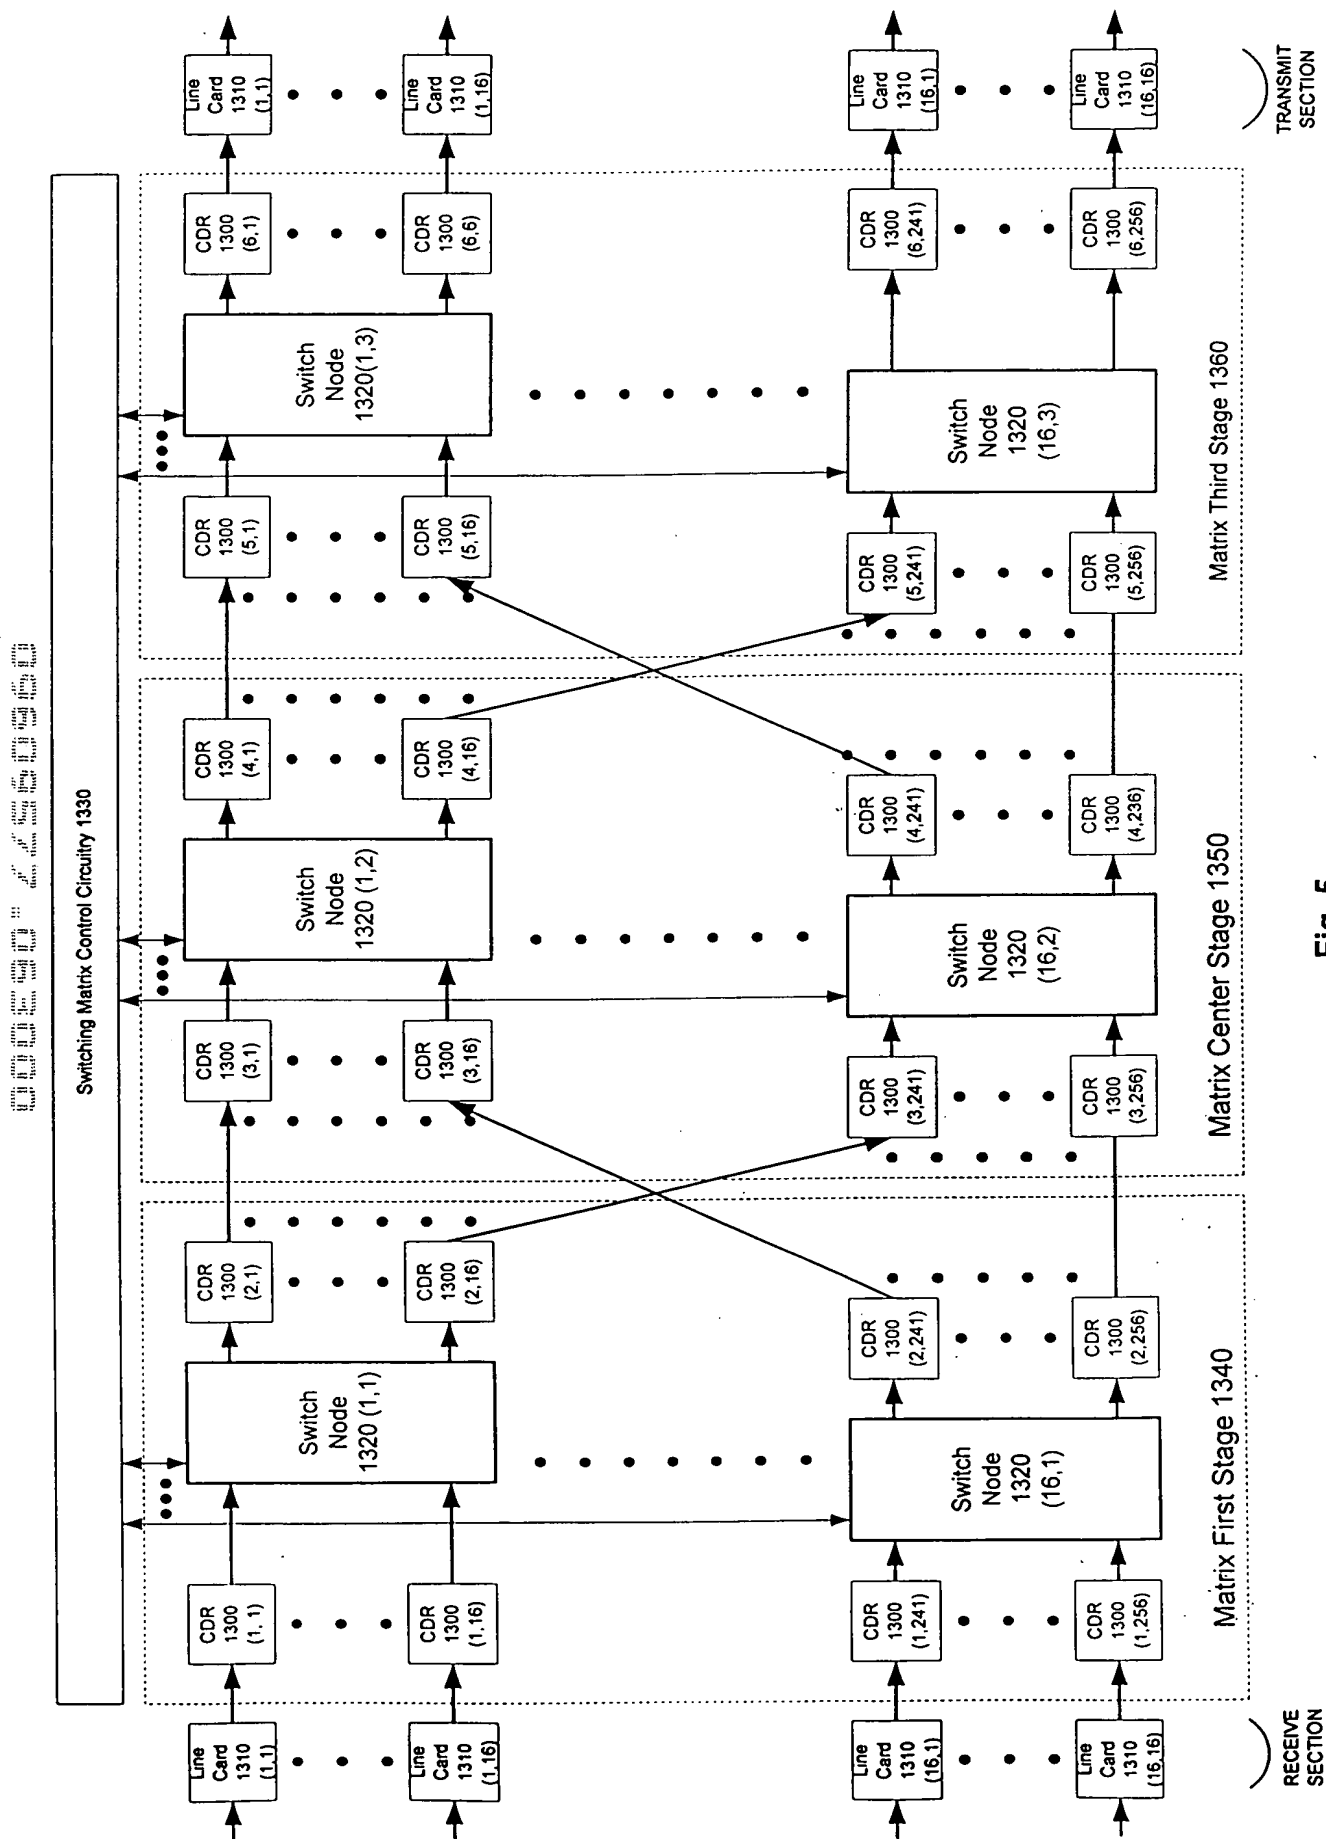 Switching Matrix Control Circuitry 1330
Line
Card
1310
(1,1)
CDR
1300
(1, 1)
Switch
Node
1320 (1,1)
CDR
1300
(2,1)
CDR
1300
(3,1)
Switch
Node
1320 (1,2)
CDR
1300
(4,1)
CDR
1300
(5,1)
Switch
Node
1320(1,3)
CDR
1300
(6,1)
Line
Card
1310
(1,1)
Line
Card
1310
(1,16)
CDR
1300
(1,16)
CDR
1300
(2,16)
CDR
1300
(3,16)
CDR
1300
(4,16)
CDR
1300
(5,16)
CDR
1300
(6,6)
Line
Card
1310
(1,16)
Line
Card
1310
(16,1)
CDR
1300
(1,241)
Switch
Node
1320
(16,1)
CDR
1300
(2,241)
CDR
1300
(3,241)
Switch
Node
1320
(16,2)
CDR
1300
(4,241)
CDR
1300
(5,241)
Switch
Node
1320
(16,3)
CDR
1300
(6,241)
Line
Card
1310
(16,1)
Line
Card
1310
(16,16)
CDR
1300
(1,256)
CDR
1300
(2,256)
CDR
1300
(3,256)
CDR
1300
(4,236)
CDR
1300
(5,256)
CDR
1300
(6,256)
Line
Card
1310
(16,16)
Matrix First Stage 1340
Matrix Center Stage 1350
Matrix Third Stage 1360
RECEIVE
SECTION
TRANSMIT
SECTION
Fig. 5